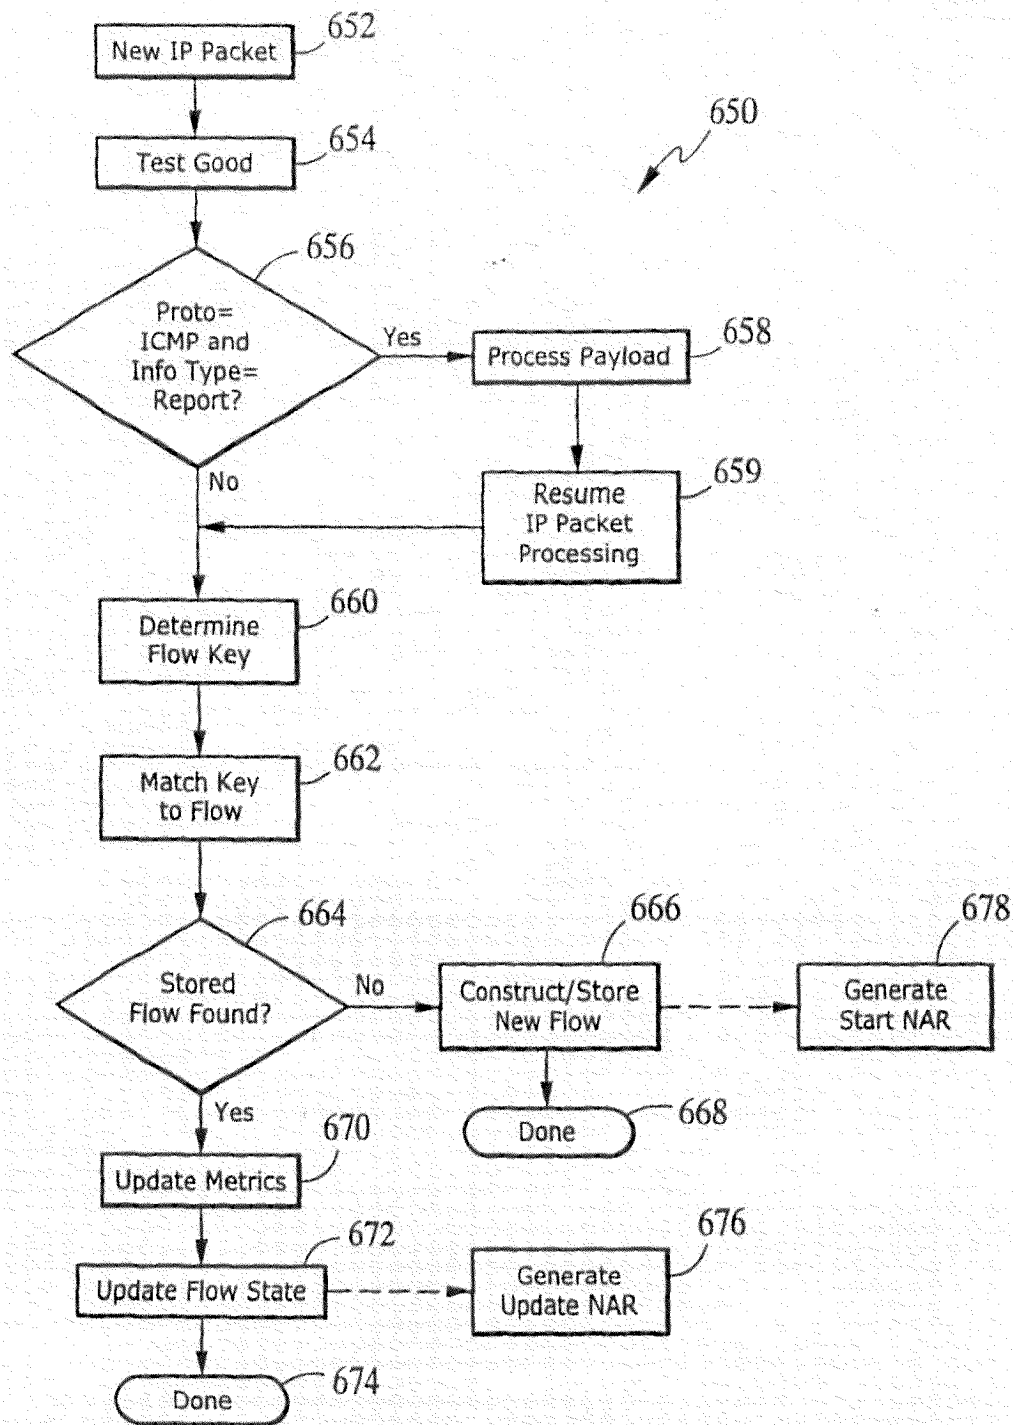 652
New IP Packet
650
654
Test Good
656
Proto=
ICMP and
Info Type=
Report?
Yes
658
Process Payload
No
659
Resume
IP Packet
Processing
660
Determine
Flow Key
662
Match Key
to Flow
664
Stored
Flow Found?
No
666
Construct/Store
New Flow
678
Generate
Start NAR
Yes
668
Done
670
Update Metrics
672
Update Flow State
676
Generate
Update NAR
674
Done